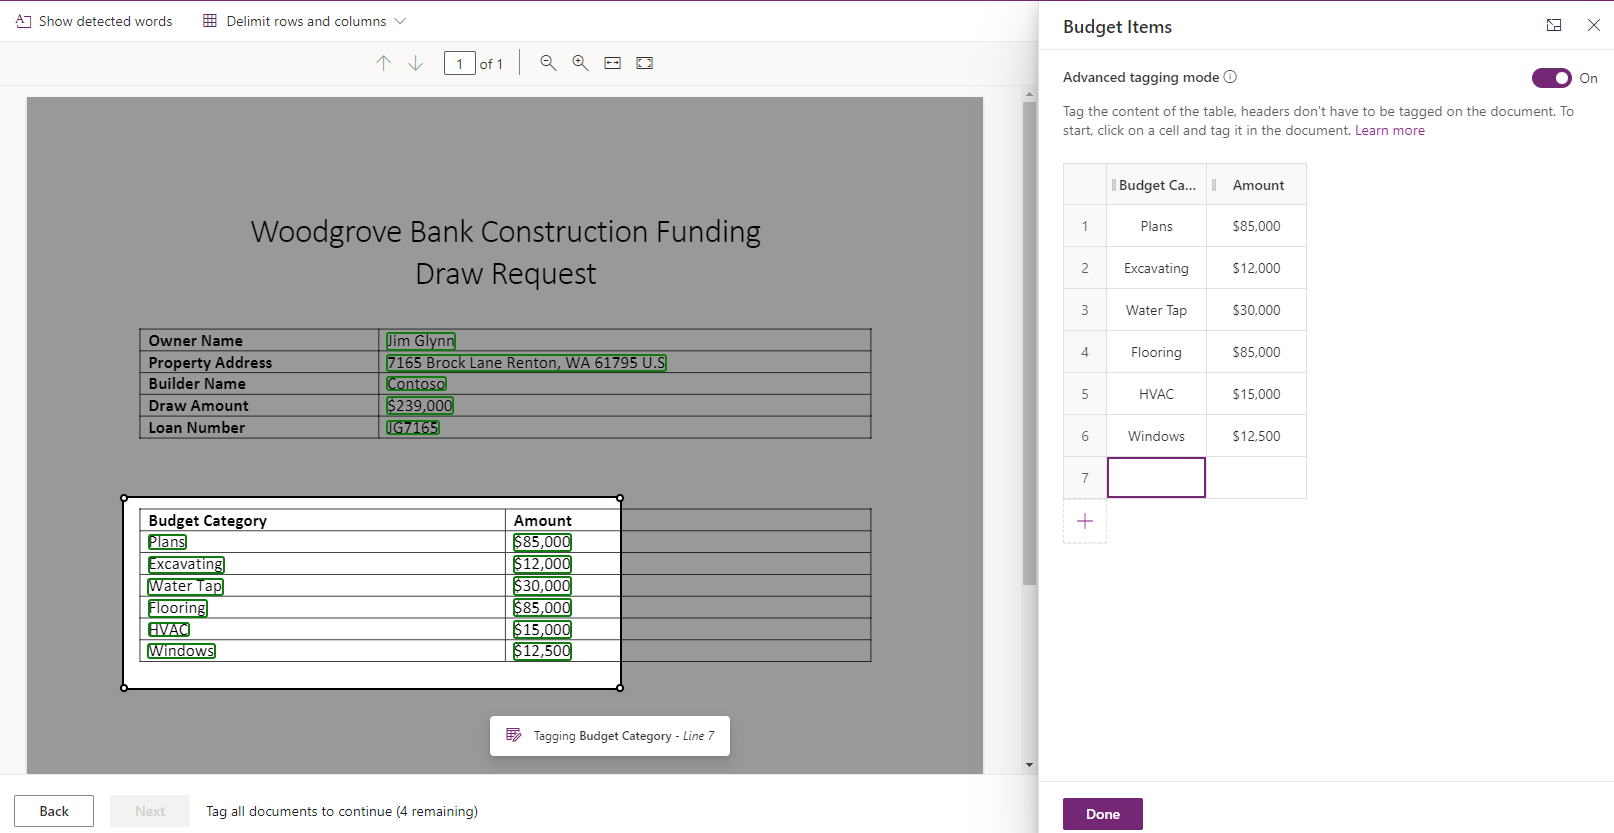 Show detected words
Delimit rows and columns
1 of 1
Woodgrove Bank Construction Funding
Draw Request
Owner Name Jim Glynn
Property Address 7165 Brock Lane Renton, WA 61795 U.S
Builder Name Contoso
Draw Amount $239,000
Loan Number JG7165
Budget Category Amount
Plans $85,000
Excavating $12,000
Water Tap $30,000
Flooring $85,000
HVAC $15,000
Windows $12,500
Tagging Budget Category - Line 7
Back Next Tag all documents to continue (4 remaining)
Budget Items
Advanced tagging mode On
Tag the content of the table, headers don't have to be tagged on the document. To
start, click on a cell and tag it in the document. Learn more
Budget Ca... Amount
1 Plans $85,000
2 Excavating $12,000
3 Water Tap $30,000
4 Flooring $85,000
5 HVAC $15,000
6 Windows $12,500
7
Done